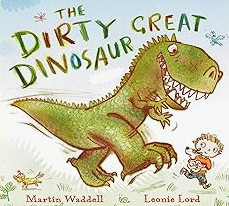 THE
DIRTY GREAT
DINOSAUR
Martin Waddell Leonie Lord